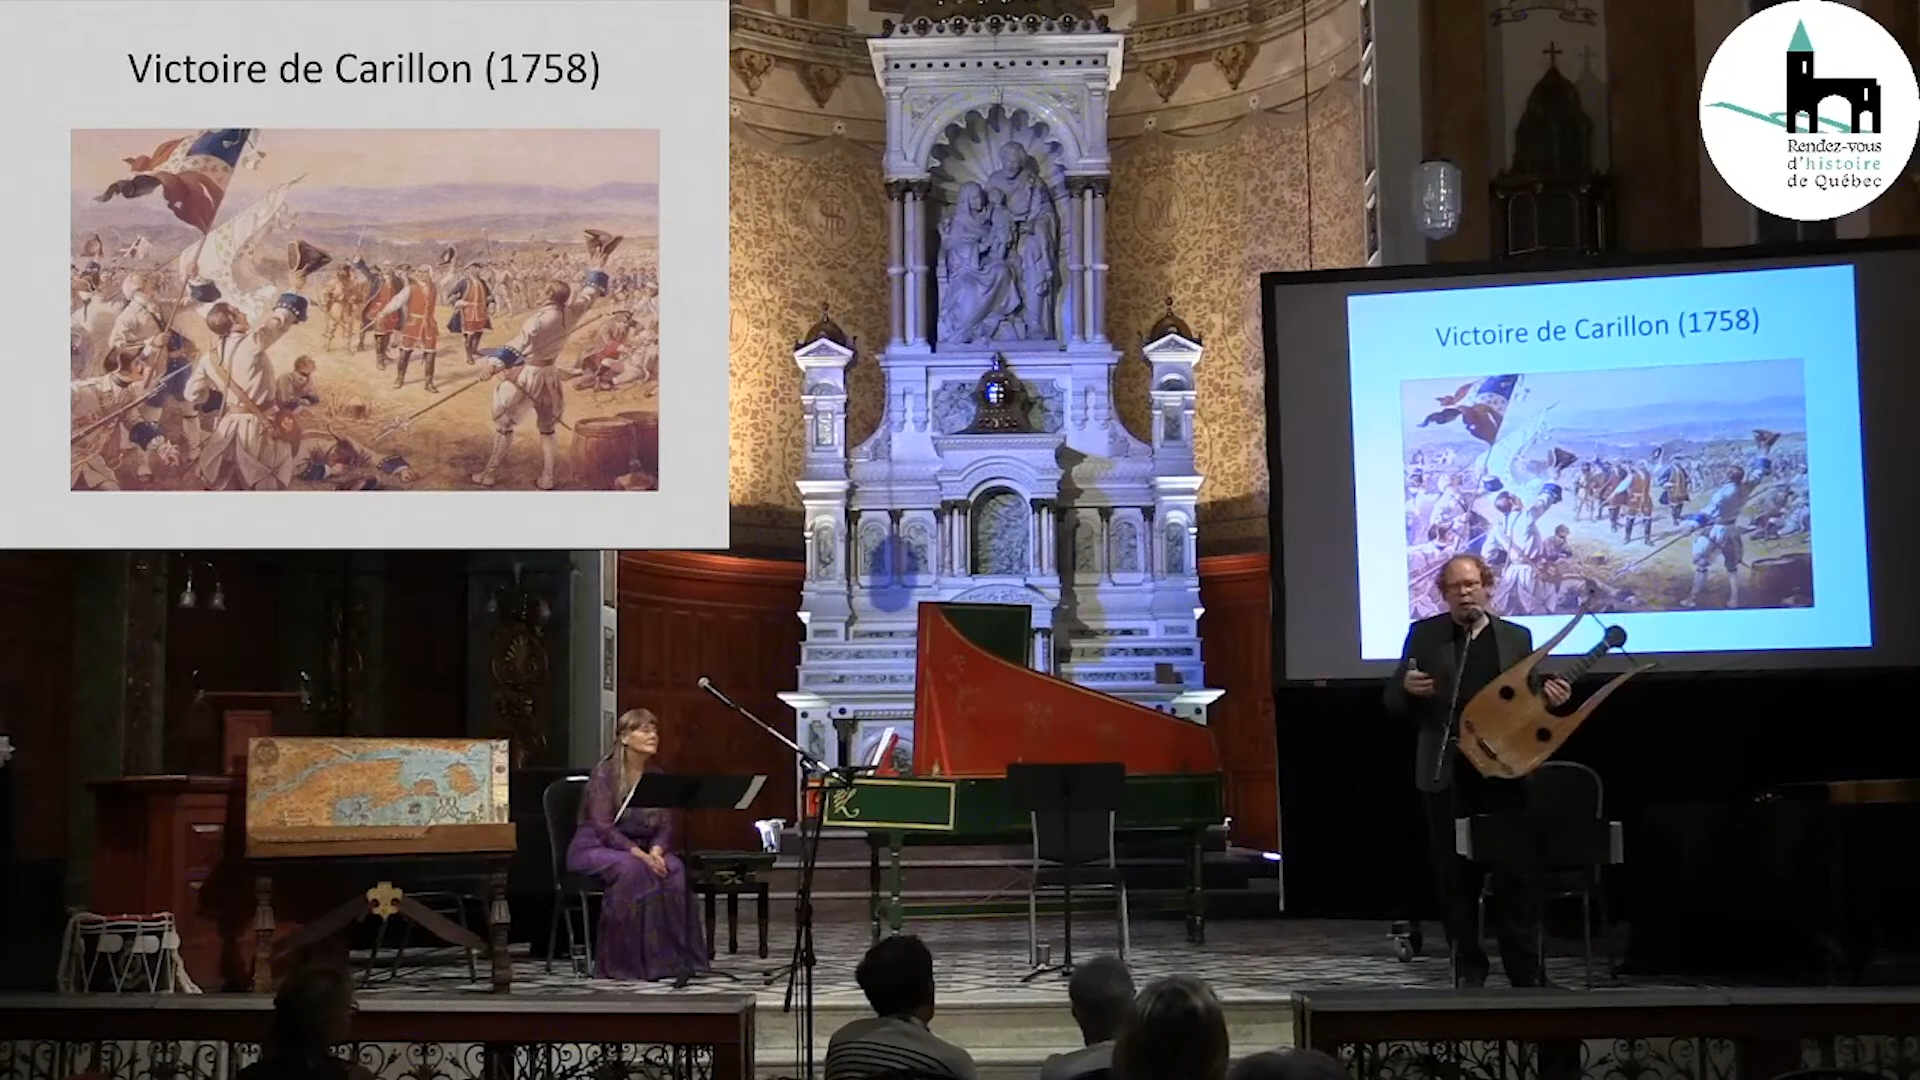 Victoire de Carillon (1758)
Rendez-vous
d'histoire
de Québec
Victoire de Carillon (1758)